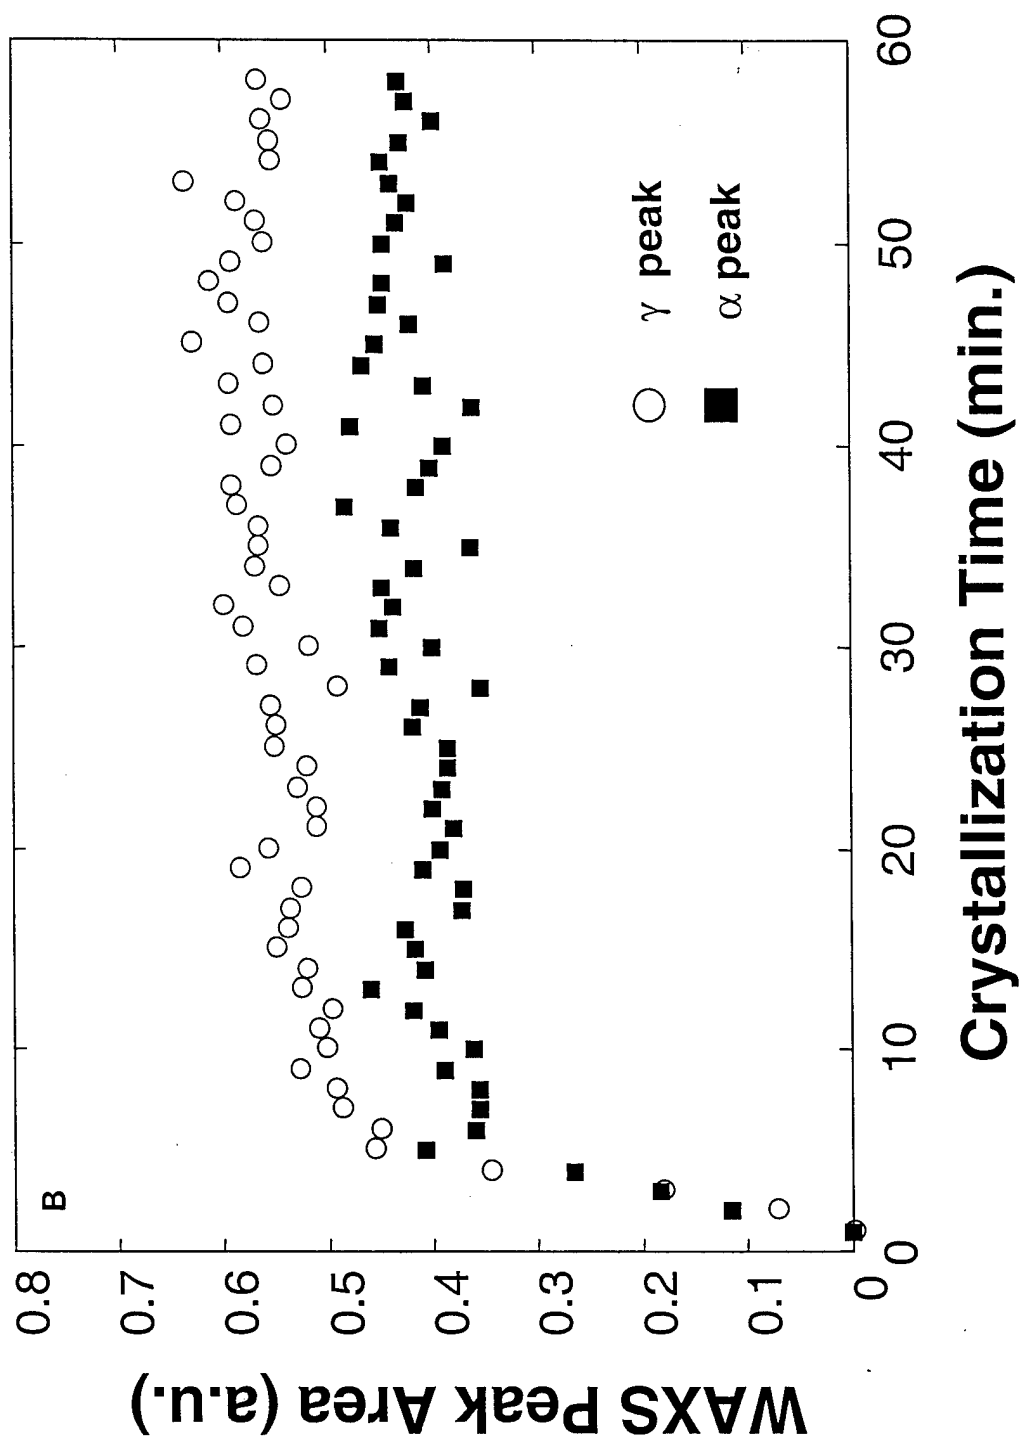 B
WAXS Peak Area (a.u.)
0.8
0.7
0.6
0.5
0.4
0.3
0.2
0.1
0
γ peak
α peak
0 10 20 30 40 50 60
Crystallization Time (min.)